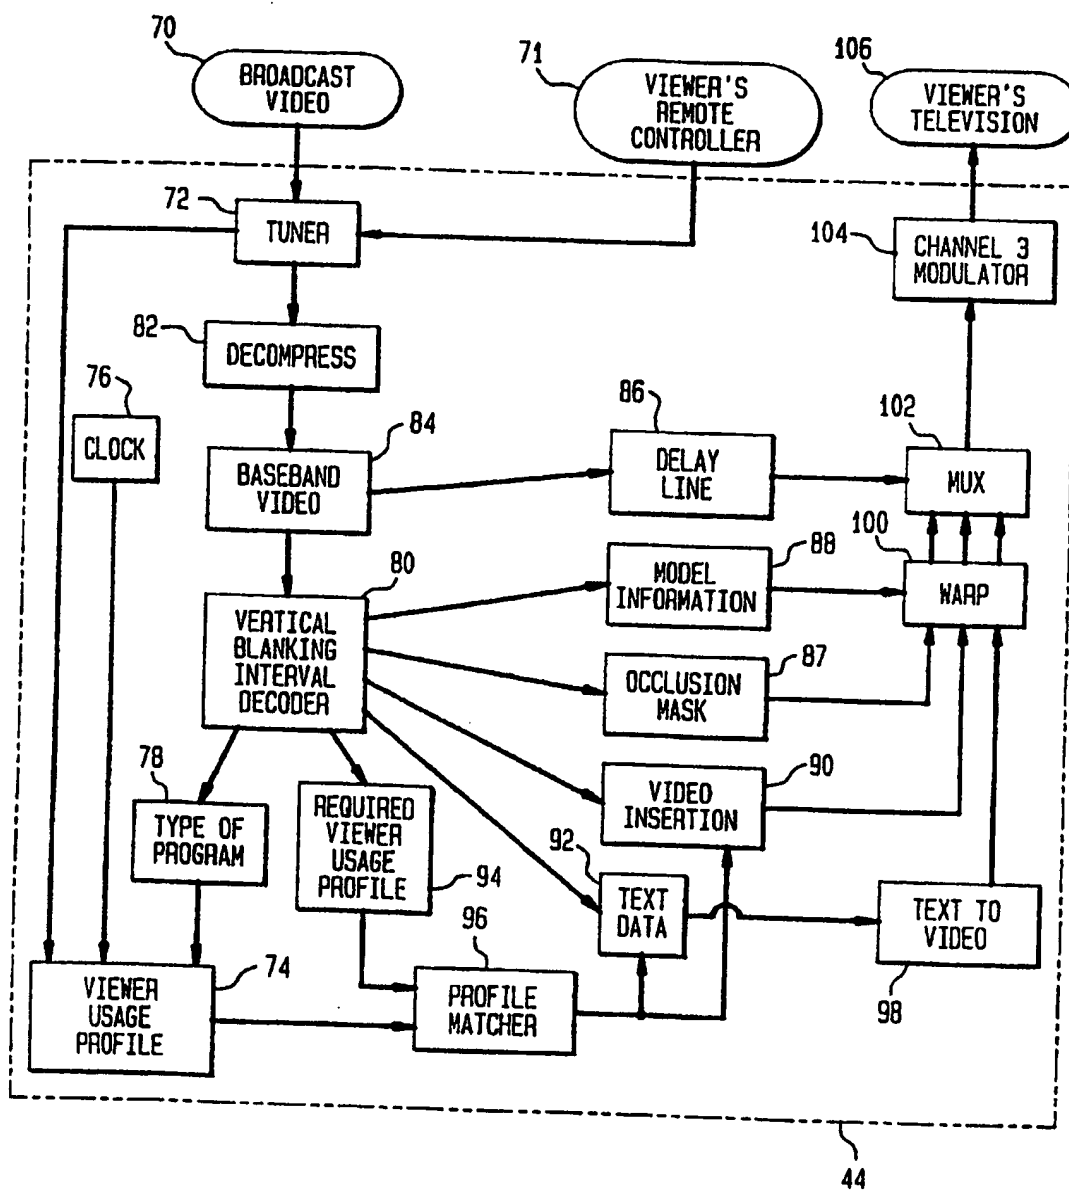 70
BROADCAST
VIDEO
71
VIEWER'S
REMOTE
CONTROLLER
106
VIEWER'S
TELEVISION
72
TUNER
104
CHANNEL 3
MODULATOR
82
DECOMPRESS
76
CLOCK
84
BASEBAND
VIDEO
86
DELAY
LINE
102
MUX
80
VERTICAL
BLANKING
INTERVAL
DECODER
88
MODEL
INFORMATION
100
WARP
87
OCCLUSION
MASK
78
TYPE OF
PROGRAM
REQUIRED
VIEWER
USAGE
PROFILE
94
90
VIDEO
INSERTION
92
TEXT
DATA
TEXT TO
VIDEO
98
74
VIEWER
USAGE
PROFILE
96
PROFILE
MATCHER
44